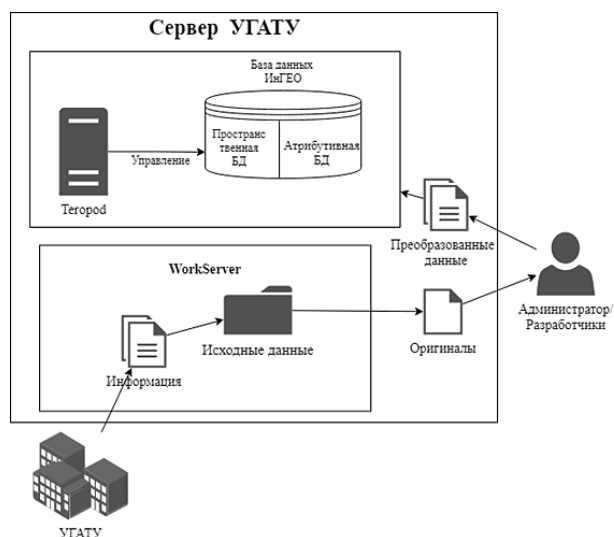 Сервер УГАТУ
База данных
ИнГЕО
Пространс
твенная
БД
Атрибутивная
БД
Управление
Teropod
Преобразованные
данные
WorkServer
Администратор/
Разработчики
Информация
Исходные данные
Оригиналы
УГАТУ